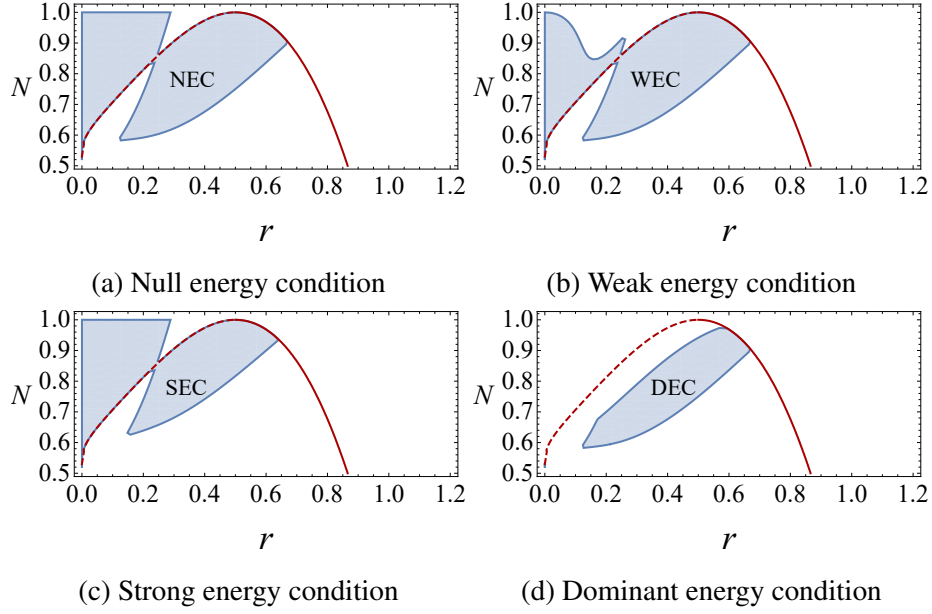 1.0
0.9
0.8
0.7
0.6
0.5
N
NEC
0.0 0.2 0.4 0.6 0.8 1.0 1.2
r
(a) Null energy condition
1.0
0.9
0.8
0.7
0.6
0.5
N
WEC
0.0 0.2 0.4 0.6 0.8 1.0 1.2
r
(b) Weak energy condition
1.0
0.9
0.8
0.7
0.6
0.5
N
SEC
0.0 0.2 0.4 0.6 0.8 1.0 1.2
r
(c) Strong energy condition
1.0
0.9
0.8
0.7
0.6
0.5
N
DEC
0.0 0.2 0.4 0.6 0.8 1.0 1.2
r
(d) Dominant energy condition